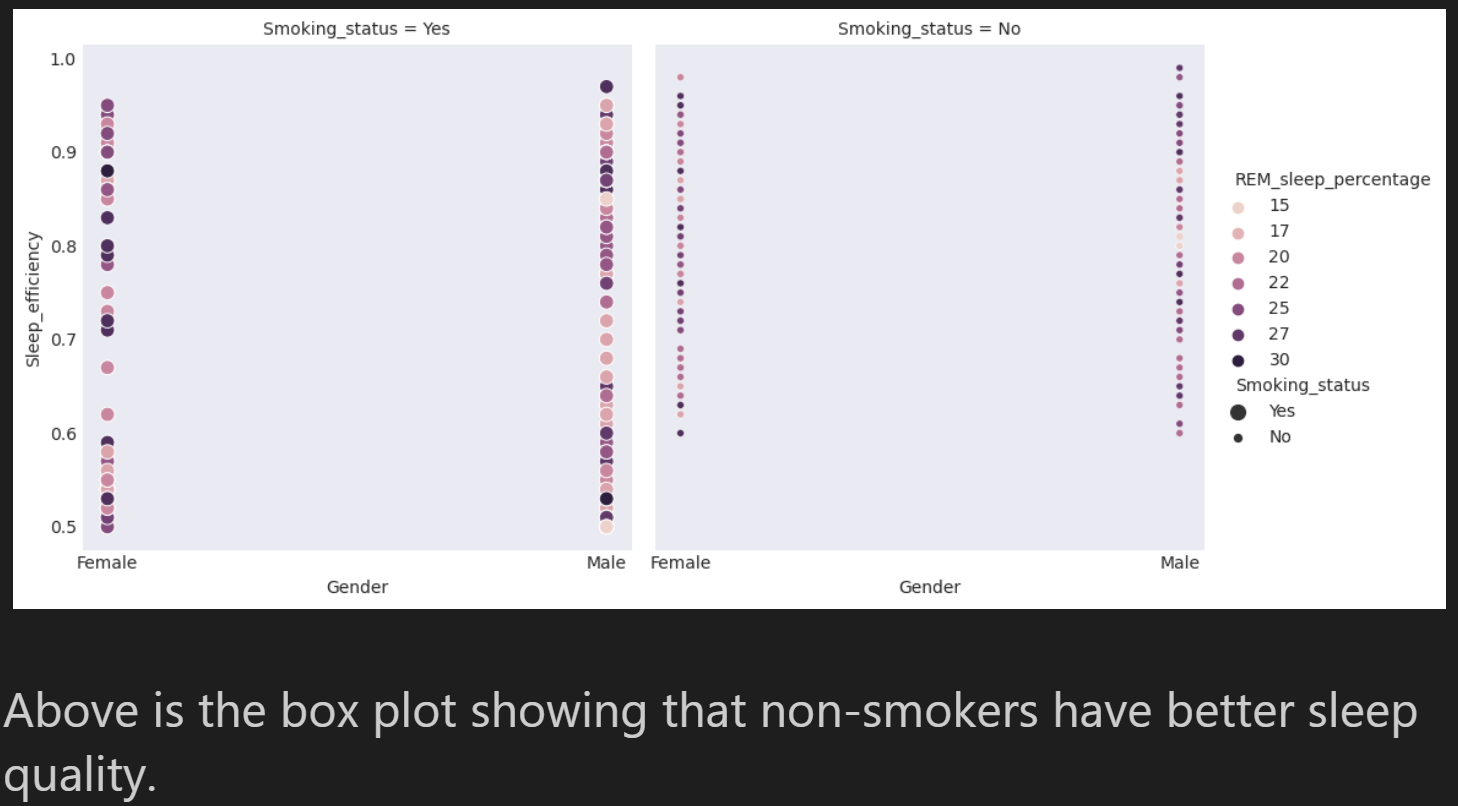 Smoking_status = Yes
Smoking_status = No
1.0
0.9
0.8
0.7
0.6
0.5
Sleep_efficiency
Female
Male
Female
Male
Gender
Gender
REM_sleep_percentage
15
17
20
22
25
27
30
Smoking_status
Yes
No
Above is the box plot showing that non-smokers have better sleep
quality.